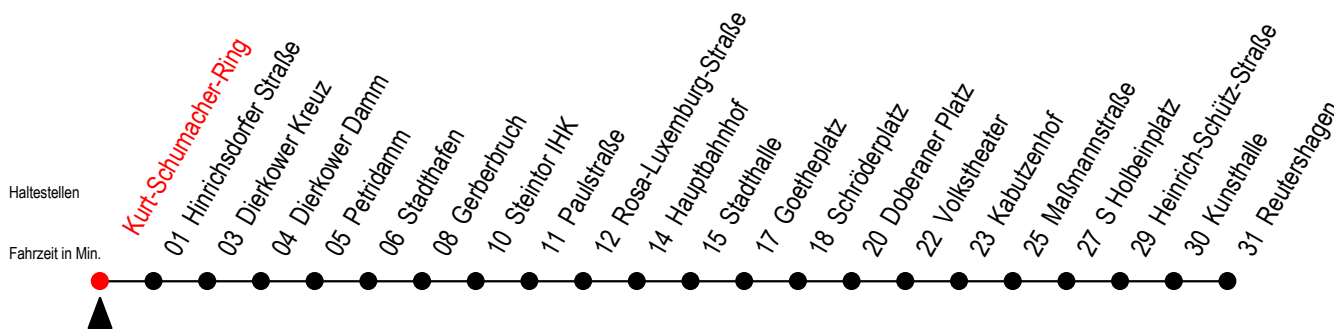 Haltestellen
Fahrzeit in Min.
Kurt-Schumacher-Ring
01 Hinrichsdorfer Straße
03 Dierkower Kreuz
04 Dierkower Damm
05 Petridamm
06 Stadthafen
08 Gerberbruch
10 Steintor IHK
11 Paulstraße
12 Rosa-Luxemburg-Straße
14 Hauptbahnhof
15 Stadthalle
17 Goetheplatz
18 Schröderplatz
20 Doberaner Platz
22 Volkstheater
23 Kabutzenhof
25 Maßmannstraße
27 S Holbeinplatz
29 Heinrich-Schütz-Straße
30 Kunsthalle
31 Reutershagen